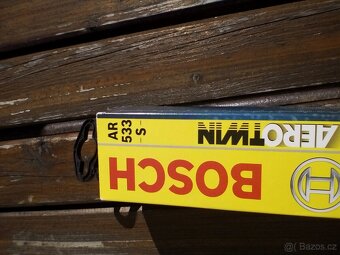 BOSCH
AEROTWIN
AR
533
-S-
© Bazos.cz